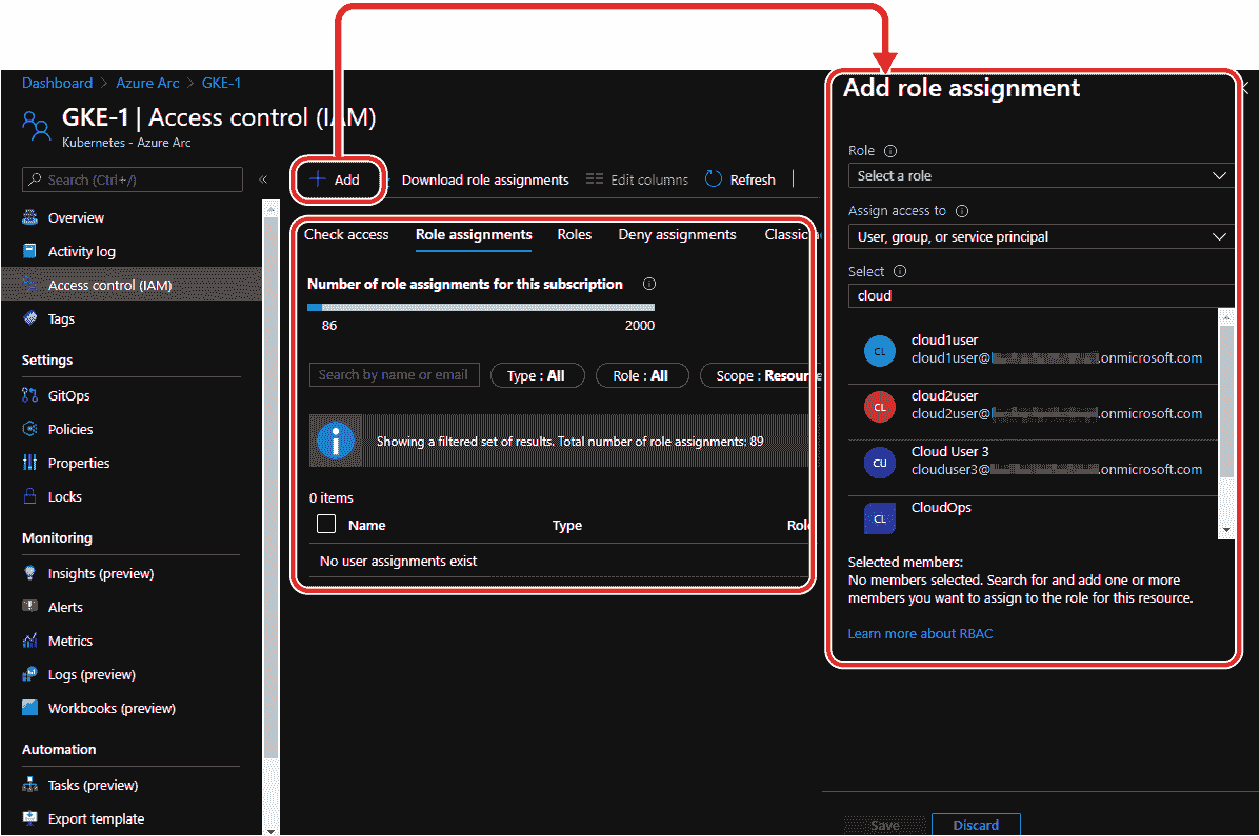 Dashboard > Azure Arc > GKE-1
GKE-1 | Access control (IAM)
Kubernetes - Azure Arc
Search (Ctrl+/)
«
Overview
Activity log
Access control (IAM)
Tags
Settings
GitOps
Policies
Properties
Locks
Monitoring
Insights (preview)
Alerts
Metrics
Logs (preview)
Workbooks (preview)
Automation
Tasks (preview)
Export template
+ Add
Download role assignments
Edit columns
Refresh
Check access
Role assignments
Roles
Deny assignments
Classic
Number of role assignments for this subscription
86
2000
Search by name or email
Type : All
Role : All
Scope : Resource
Showing a filtered set of results. Total number of role assignments: 89
0 items
Name
Type
Role
No user assignments exist
Add role assignment
Role
Select a role
Assign access to
User, group, or service principal
Select
cloud
CL
cloud1user
cloud1user@ .onmicrosoft.com
CL
cloud2user
cloud2user@ .onmicrosoft.com
CU
Cloud User 3
clouduser3@ .onmicrosoft.com
CL
CloudOps
Selected members:
No members selected. Search for and add one or more
members you want to assign to the role for this resource.
Learn more about RBAC
Save
Discard